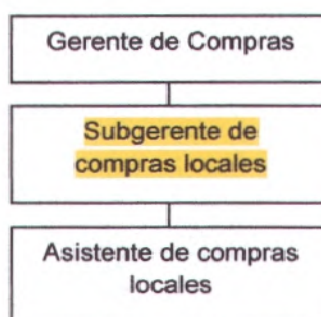 Gerente de Compras
Subgerente de
compras locales
Asistente de compras
locales